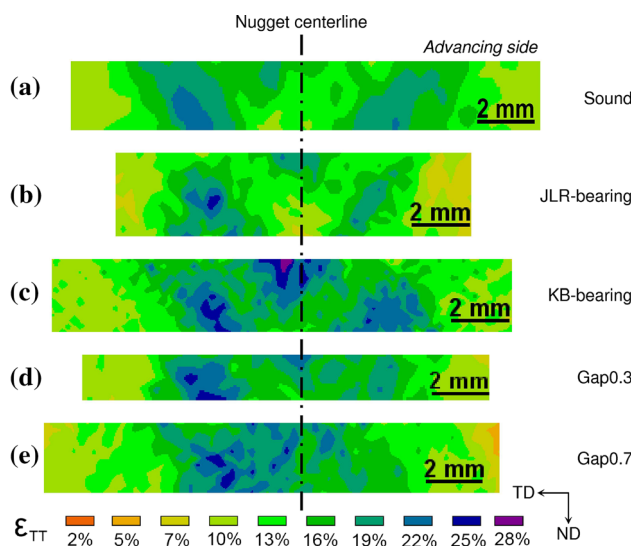 Nugget centerline
Advancing side
(a)
2 mm
Sound
(b)
2 mm
JLR-bearing
(c)
2 mm
KB-bearing
(d)
2 mm
Gap0.3
(e)
2 mm
Gap0.7
TD
ND
ε_TT
2% 5% 7% 10% 13% 16% 19% 22% 25% 28%